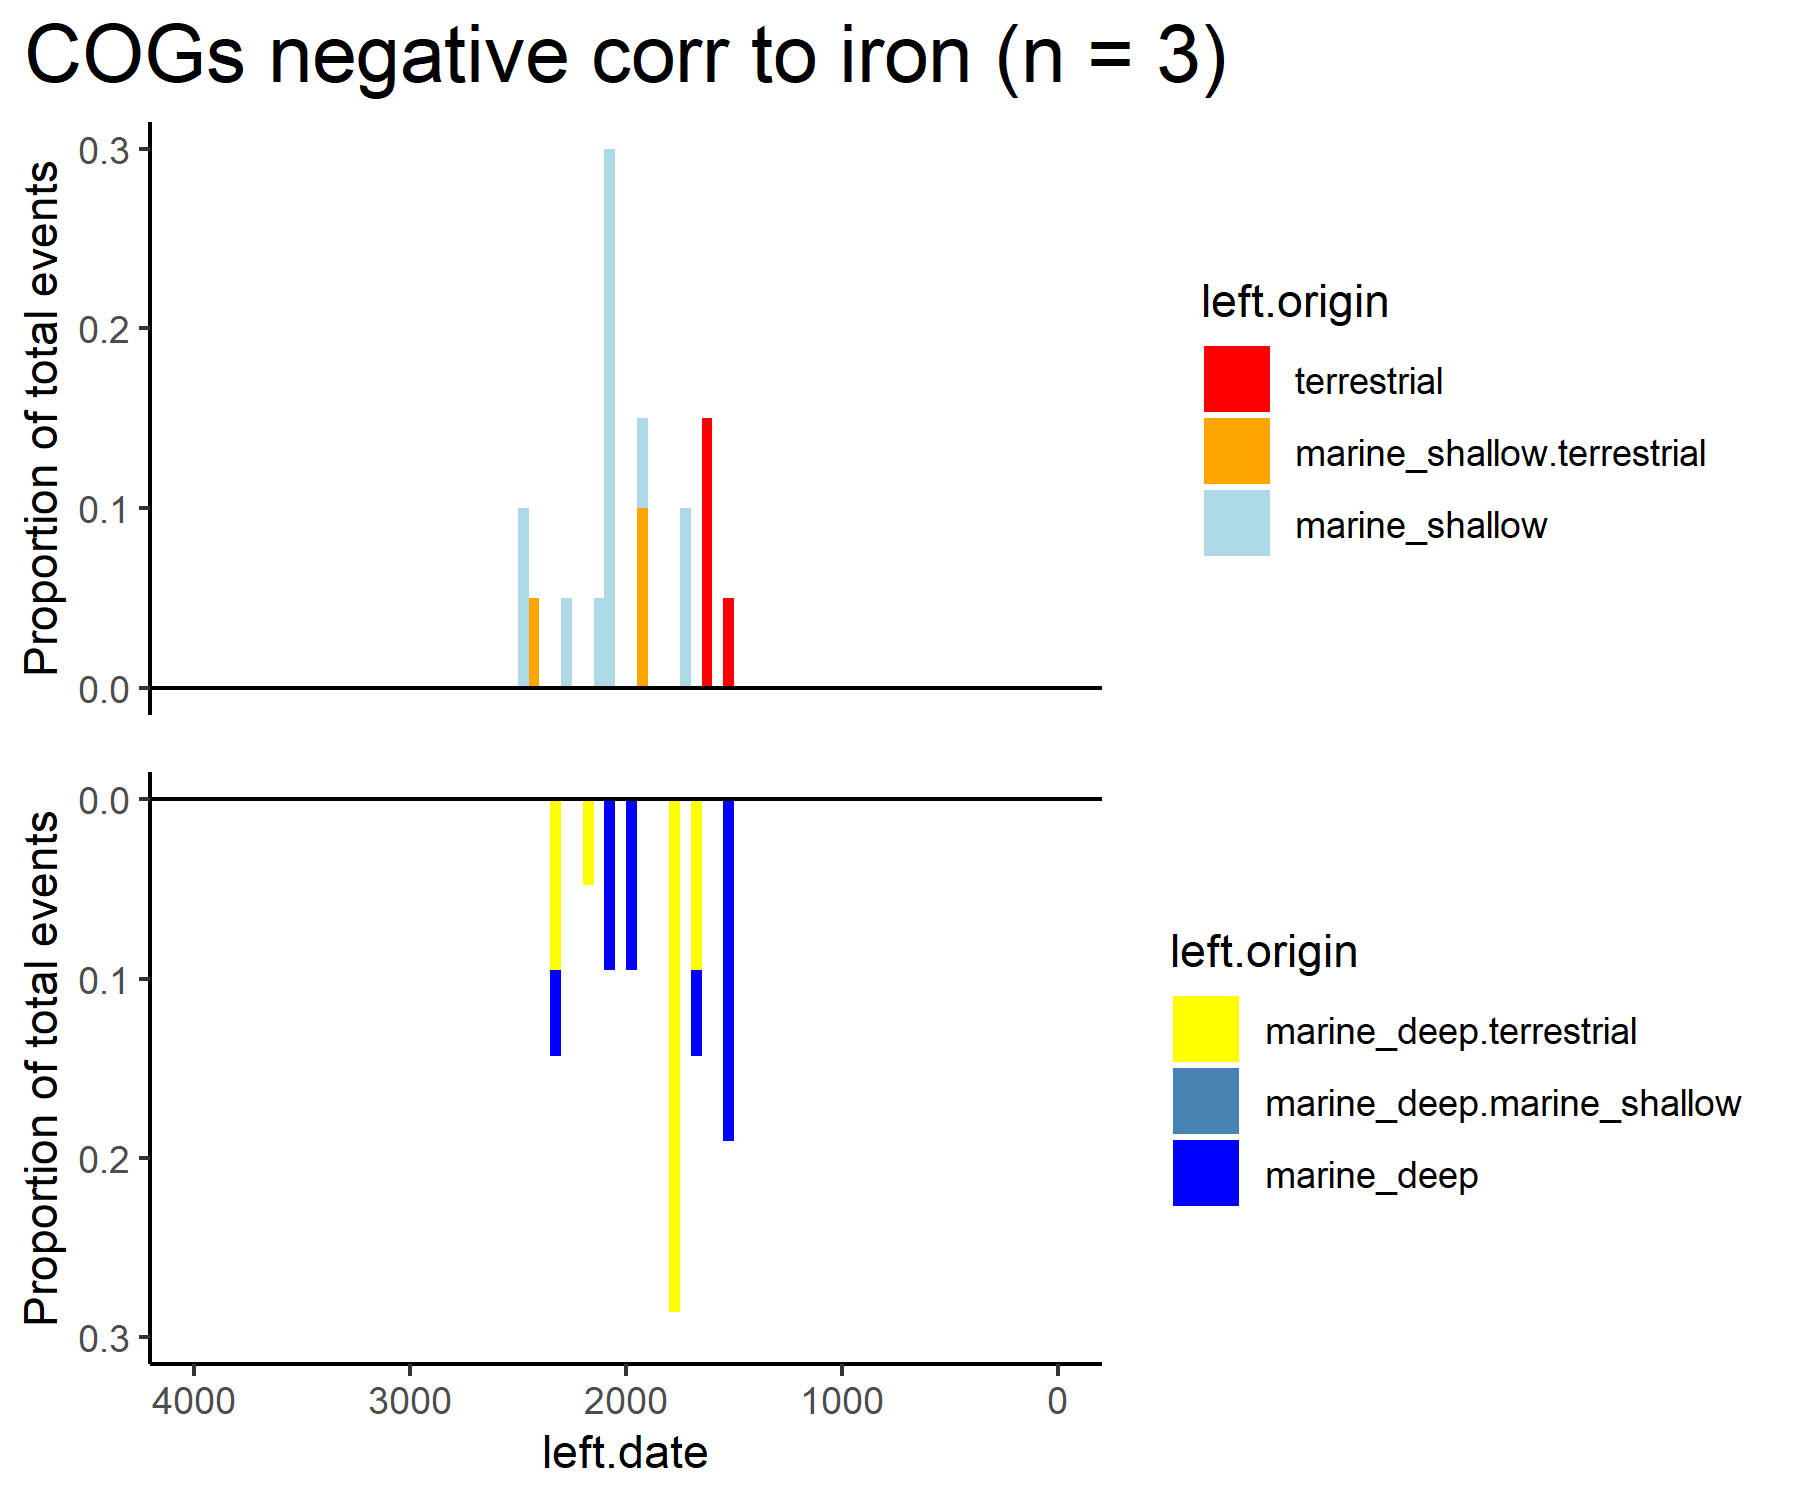 COGs negative corr to iron (n = 3)
Proportion of total events
0.3
0.2
0.1
0.0
left.origin
terrestrial
marine_shallow.terrestrial
marine_shallow
Proportion of total events
0.0
0.1
0.2
0.3
left.origin
marine_deep.terrestrial
marine_deep.marine_shallow
marine_deep
4000 3000 2000 1000 0
left.date